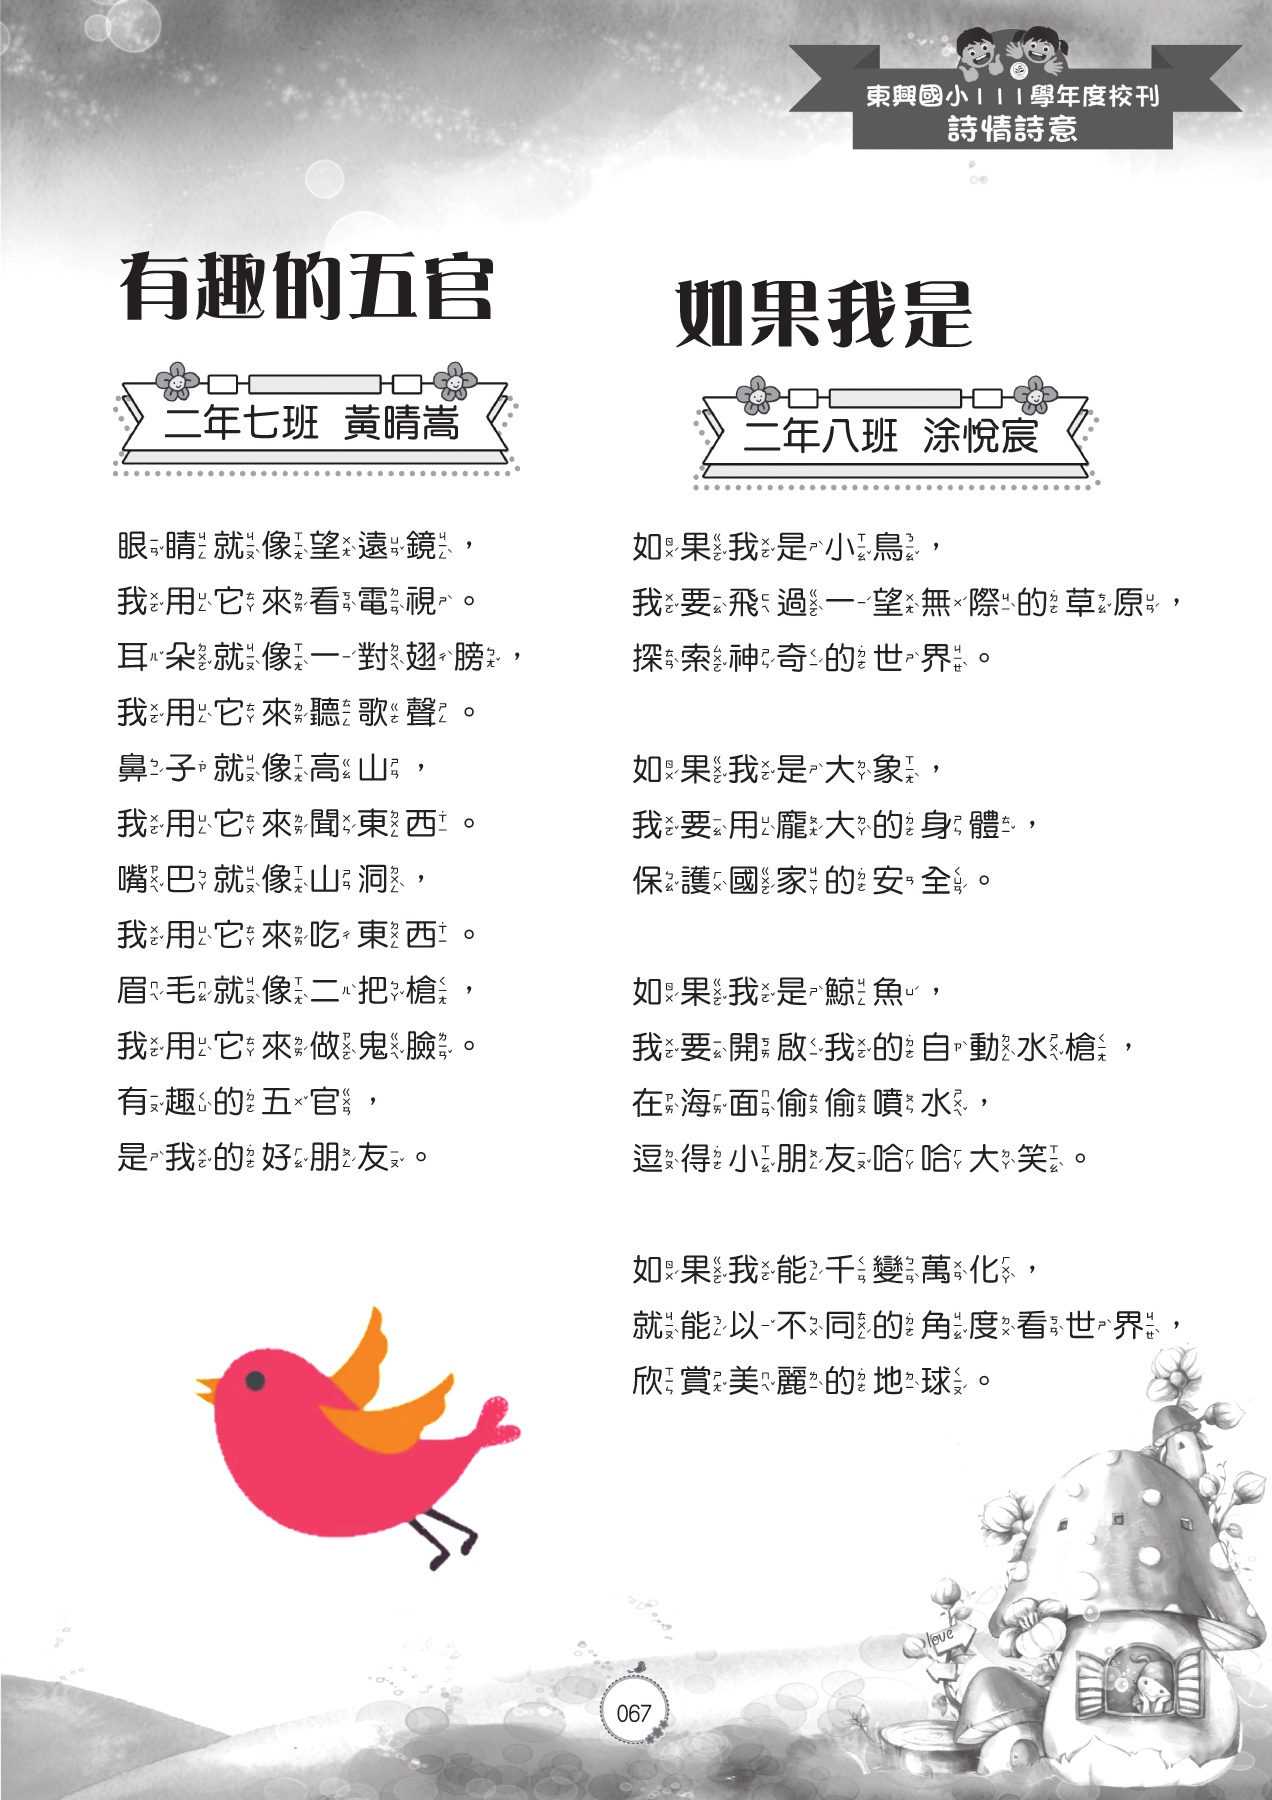 東興國小111學年度校刊
詩情詩意
有趣的五官
二年七班 黃晴嵩
眼睛就像望遠鏡，
我用它來看電視。
耳朵就像一對翅膀，
我用它來聽歌聲。
鼻子就像高山，
我用它來聞東西。
嘴巴就像山洞，
我用它來吃東西。
眉毛就像二把槍，
我用它來做鬼臉。
有趣的五官，
是我的好朋友。
如果我是
二年八班 涂悅宸
如果我是小鳥，
我要飛過一望無際的草原，
探索神奇的世界。
如果我是大象，
我要用龐大的身體，
保護國家的安全。
如果我是鯨魚，
我要開啟我的自動水槍，
在海面偷偷噴水，
逗得小朋友哈哈大笑。
如果我能千變萬化，
就能以不同的角度看世界，
欣賞美麗的地球。
love
067